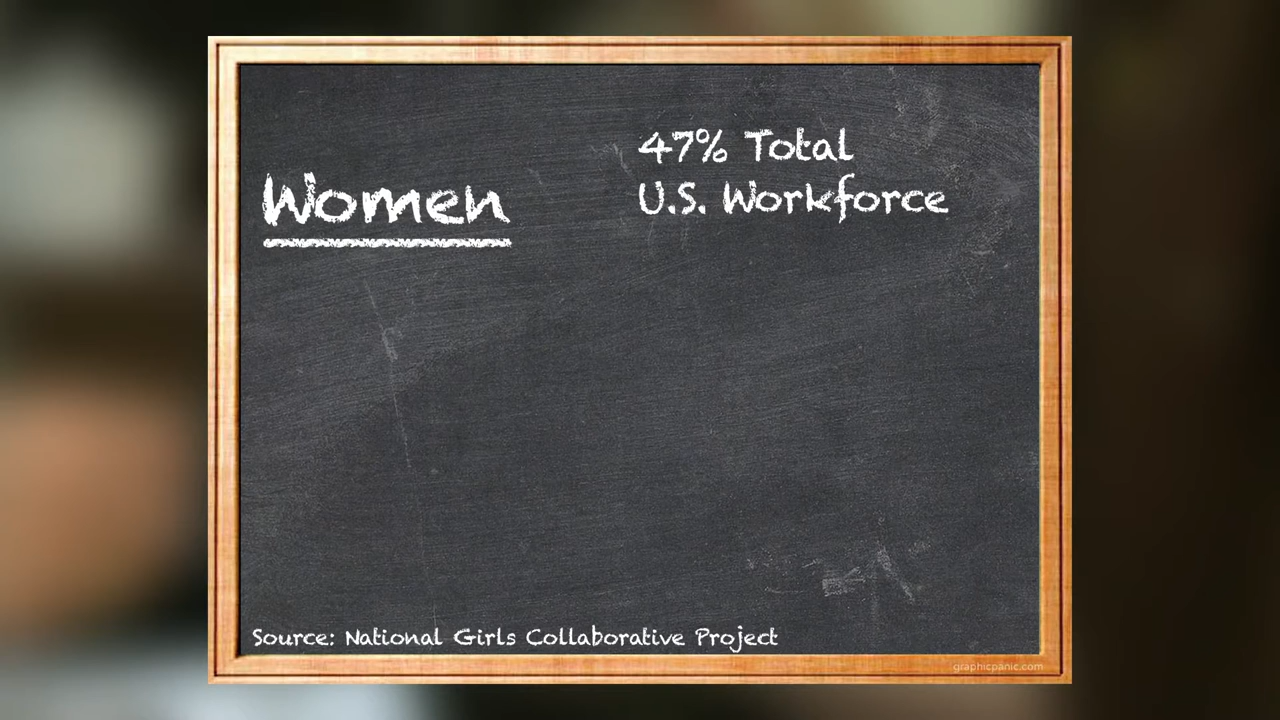 Women
47% Total
U.S. Workforce
Source: National Girls Collaborative Project
graphicpanic.com